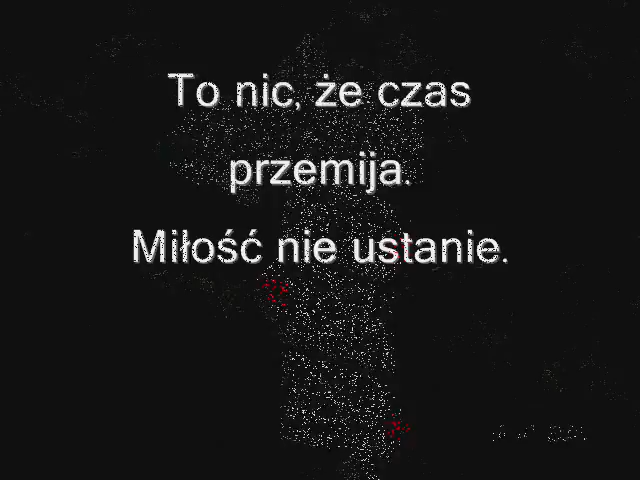 To nic, że czas
przemija.
Miłość nie ustanie.